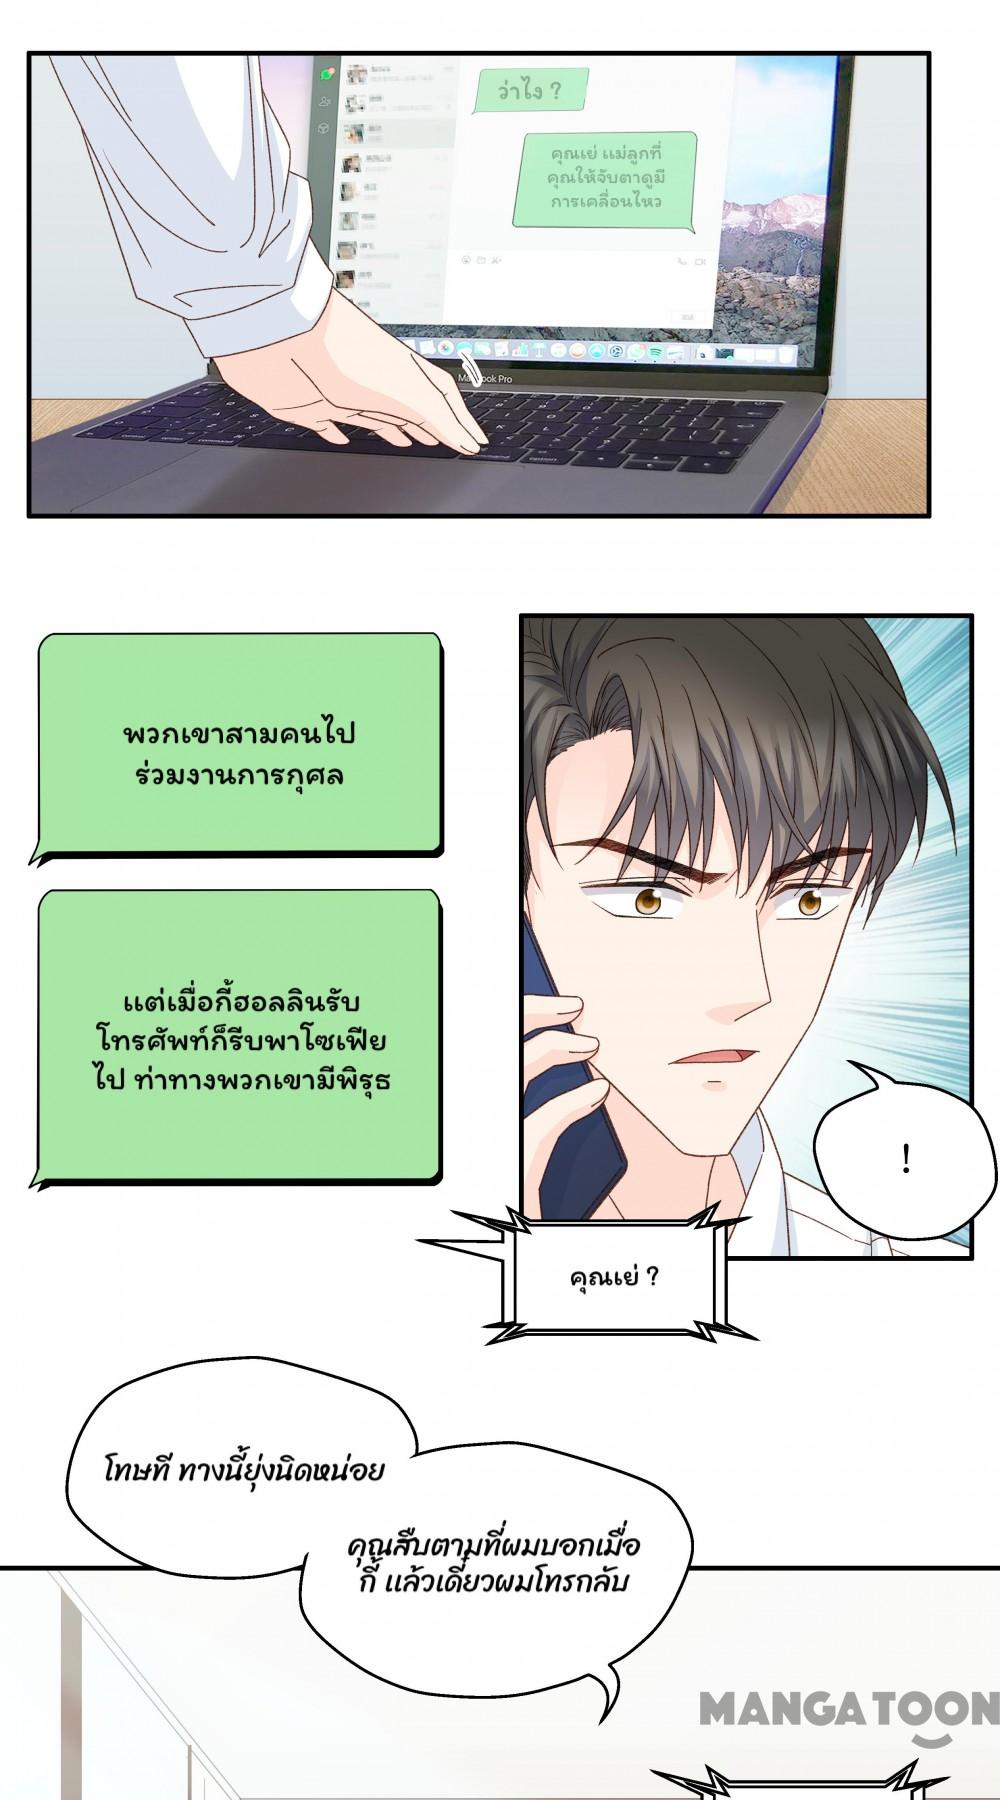 ว่าไง ?
คุณเย่ แม่ลูกที่
คุณให้จับตาดูมี
การเคลื่อนไหว
MacBook Pro
พวกเขาสามคนไป
ร่วมงานการกุศล
แต่เมื่อกี้ฮอลลินรับ
โทรศัพท์ก็รีบพาโซเฟีย
ไป ท่าทางพวกเขามีพิรุธ
!
คุณเย่ ?
โทษที ทางนี้ยุ่งนิดหน่อย
คุณสืบตามที่ผมบอกเมื่อ
กี้ แล้วเดี๋ยวผมโทรกลับ
MANGATOON